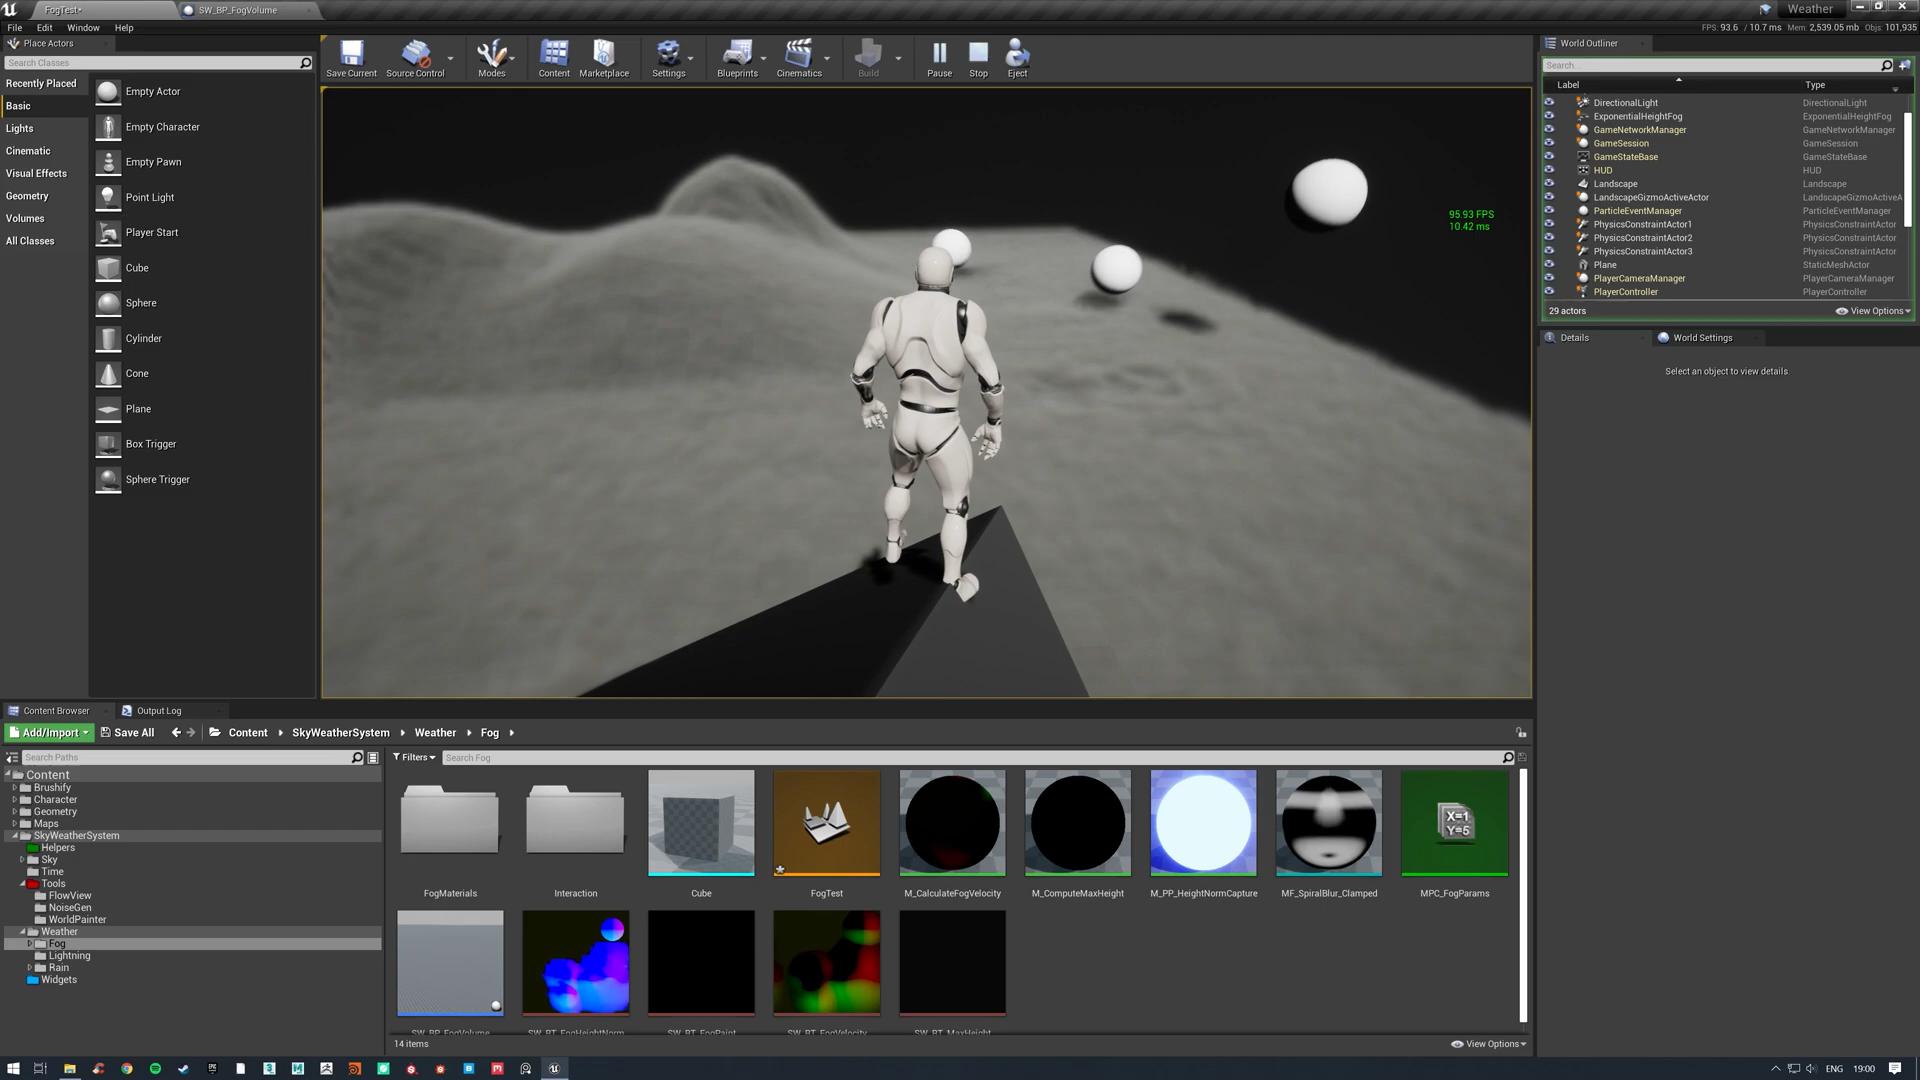 FogTest•
SW_BP_FogVolume
Weather
File Edit Window Help
FPS: 93.6 / 10.7 ms Mem: 2,539.05 mb Objs: 101,935
Place Actors
Search Classes
Recently Placed
Basic
Lights
Cinematic
Visual Effects
Geometry
Volumes
All Classes
Empty Actor
Empty Character
Empty Pawn
Point Light
Player Start
Cube
Sphere
Cylinder
Cone
Plane
Box Trigger
Sphere Trigger
Save Current
Source Control
Modes
Content
Marketplace
Settings
Blueprints
Cinematics
Build
Pause
Stop
Eject
95.93 FPS
10.42 ms
World Outliner
Search...
Label Type
DirectionalLight DirectionalLight
ExponentialHeightFog ExponentialHeightFog
GameNetworkManager GameNetworkManager
GameSession GameSession
GameStateBase GameStateBase
HUD HUD
Landscape Landscape
LandscapeGizmoActiveActor LandscapeGizmoActiveA
ParticleEventManager ParticleEventManager
PhysicsConstraintActor1 PhysicsConstraintActor
PhysicsConstraintActor2 PhysicsConstraintActor
PhysicsConstraintActor3 PhysicsConstraintActor
Plane StaticMeshActor
PlayerCameraManager PlayerCameraManager
PlayerController PlayerController
29 actors
View Options
Details
World Settings
Select an object to view details.
Content Browser
Output Log
Add/Import
Save All
Content
SkyWeatherSystem
Weather
Fog
Search Paths
Filters
Search Fog
Content
Brushify
Character
Geometry
Maps
SkyWeatherSystem
Helpers
Sky
Time
Tools
FlowView
NoiseGen
WorldPainter
Weather
Fog
Lightning
Rain
Widgets
X=1
Y=5
FogMaterials
Interaction
Cube
FogTest
M_CalculateFogVelocity
M_ComputeMaxHeight
M_PP_HeightNormCapture
MF_SpiralBlur_Clamped
MPC_FogParams
SW_BP_FogVolume
SW_BT_FogHeightNorm
SW_BT_FogPaint
SW_BT_FogVelocity
SW_BT_MaxHeight
14 items
View Options
ENG
19:00